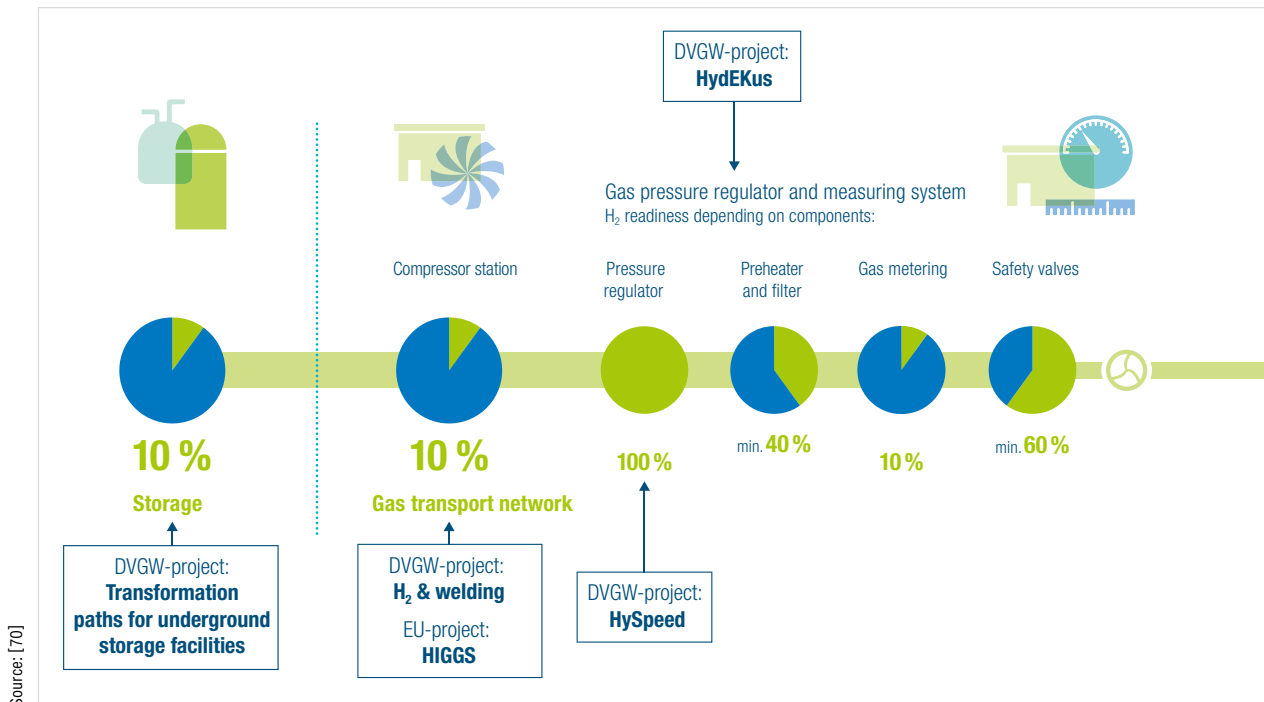 DVGW-project:
HydEKus
Gas pressure regulator and measuring system
H₂ readiness depending on components:
Compressor station
Pressure
regulator
Preheater
and filter
Gas metering
Safety valves
10 %
Storage
10 %
Gas transport network
100 %
min. 40 %
10 %
min. 60 %
DVGW-project:
Transformation
paths for underground
storage facilities
DVGW-project:
H₂ & welding
EU-project:
HIGGS
DVGW-project:
HySpeed
Source: [70]